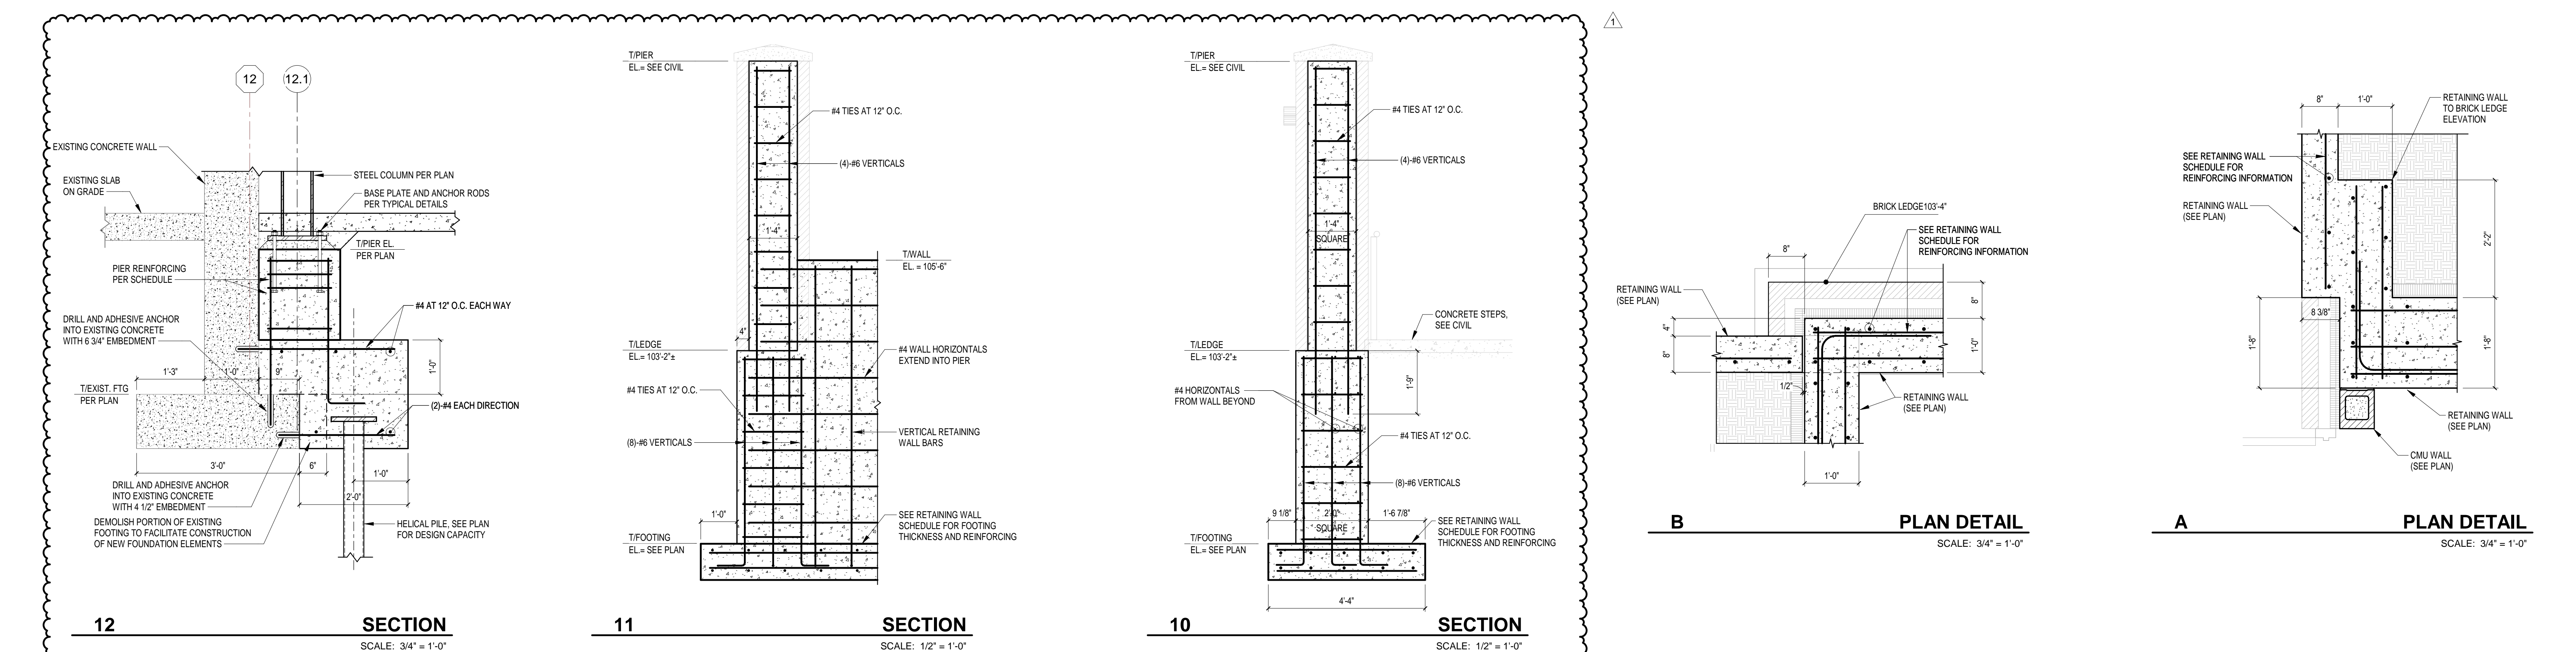 12
12.1
EXISTING CONCRETE WALL
EXISTING SLAB
ON GRADE
STEEL COLUMN PER PLAN
BASE PLATE AND ANCHOR RODS
PER TYPICAL DETAILS
T/PIER EL.
PER PLAN
PIER REINFORCING
PER SCHEDULE
#4 AT 12" O.C. EACH WAY
DRILL AND ADHESIVE ANCHOR
INTO EXISTING CONCRETE
WITH 6 3/4" EMBEDMENT
1'-3"
1'-0"
9"
1'-0"
T/EXIST. FTG
PER PLAN
(2)-#4 EACH DIRECTION
3'-0"
6"
1'-0"
2'-0"
DRILL AND ADHESIVE ANCHOR
INTO EXISTING CONCRETE
WITH 4 1/2" EMBEDMENT
DEMOLISH PORTION OF EXISTING
FOOTING TO FACILITATE CONSTRUCTION
OF NEW FOUNDATION ELEMENTS
HELICAL PILE, SEE PLAN
FOR DESIGN CAPACITY
12
SECTION
SCALE: 3/4" = 1'-0"
T/PIER
EL.= SEE CIVIL
#4 TIES AT 12" O.C.
(4)-#6 VERTICALS
1'-4"
T/WALL
EL. = 105'-6"
4"
T/LEDGE
EL.= 103'-2"±
#4 WALL HORIZONTALS
EXTEND INTO PIER
#4 TIES AT 12" O.C.
(8)-#6 VERTICALS
VERTICAL RETAINING
WALL BARS
1'-0"
SEE RETAINING WALL
SCHEDULE FOR FOOTING
THICKNESS AND REINFORCING
T/FOOTING
EL.= SEE PLAN
11
SECTION
SCALE: 1/2" = 1'-0"
T/PIER
EL.= SEE CIVIL
#4 TIES AT 12" O.C.
(4)-#6 VERTICALS
1'-4"
SQUARE
CONCRETE STEPS,
SEE CIVIL
T/LEDGE
EL.= 103'-2"±
1'-9"
#4 HORIZONTALS
FROM WALL BEYOND
#4 TIES AT 12" O.C.
(8)-#6 VERTICALS
9 1/8"
2'-0"
SQUARE
1'-6 7/8"
SEE RETAINING WALL
SCHEDULE FOR FOOTING
THICKNESS AND REINFORCING
T/FOOTING
EL.= SEE PLAN
4'-4"
10
SECTION
SCALE: 1/2" = 1'-0"
1
BRICK LEDGE103'-4"
8"
SEE RETAINING WALL
SCHEDULE FOR
REINFORCING INFORMATION
RETAINING WALL
(SEE PLAN)
8"
4"
8"
1'-0"
1/2"
RETAINING WALL
(SEE PLAN)
1'-0"
B
PLAN DETAIL
SCALE: 3/4" = 1'-0"
8"
1'-0"
RETAINING WALL
TO BRICK LEDGE
ELEVATION
SEE RETAINING WALL
SCHEDULE FOR
REINFORCING INFORMATION
RETAINING WALL
(SEE PLAN)
2'-2"
8 3/8"
1'-8"
1'-8"
RETAINING WALL
(SEE PLAN)
CMU WALL
(SEE PLAN)
A
PLAN DETAIL
SCALE: 3/4" = 1'-0"